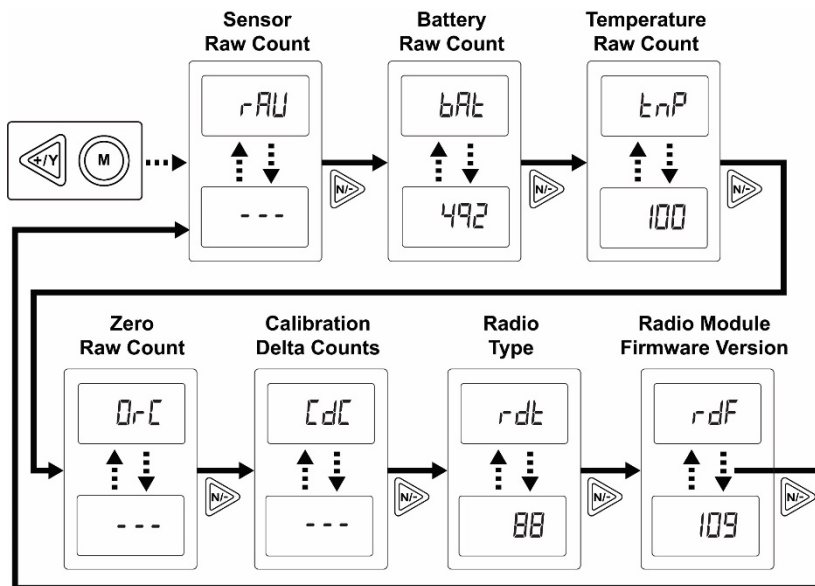 Sensor
Raw Count
Battery
Raw Count
Temperature
Raw Count
+/Y
M
rAU
---
N/-
bAt
492
N/-
tnP
100
N/-
Zero
Raw Count
Calibration
Delta Counts
Radio
Type
Radio Module
Firmware Version
0rC
---
N/-
CdC
---
N/-
rdt
88
N/-
rdF
109
N/-